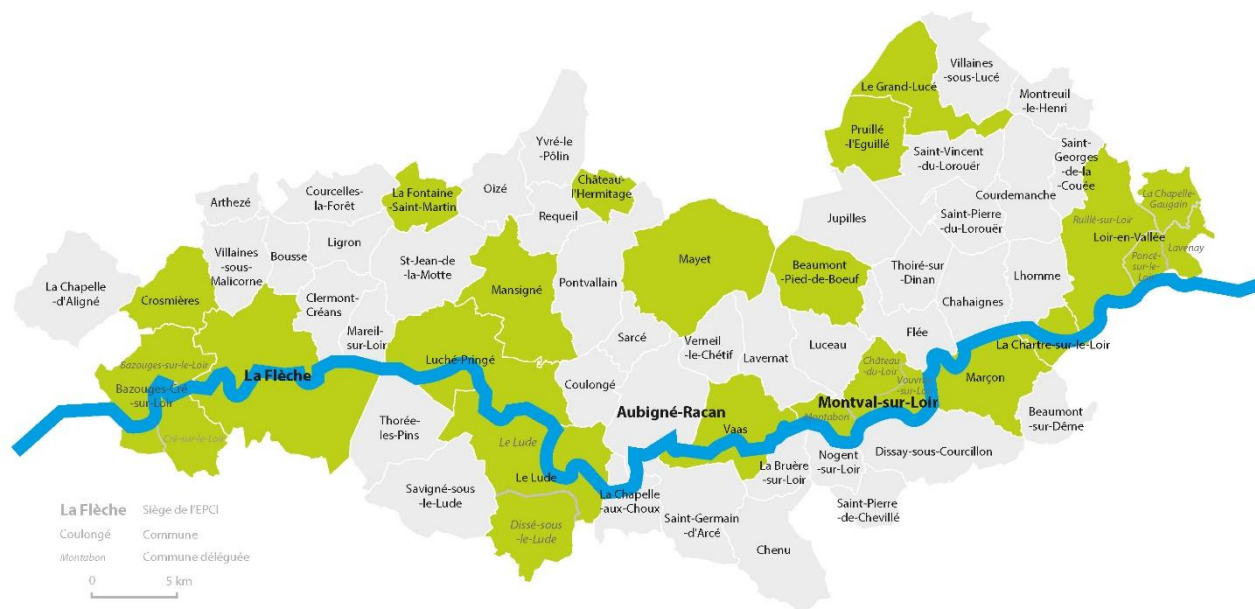 Villaines
-sous-Lucé
Le Grand-Lucé
Montreuil
-le-Henri
Pruillé
-l'Eguillé
Yvré-le
-Pôlin
Saint-Vincent
-du-Lorouër
Saint-
Georges
-de-la
-Couée
Château-
l'Hermitage
La Fontaine
-Saint-Martin
Oizé
Courcelles-
la-Forêt
Arthezé
Requeil
Courdemanche
La Chapelle-
Gaugain
Ruillé-sur-Loir
Jupilles
Saint-Pierre
-du-Lorouër
Loir-en-Vallée
Lavenay
Poncé-
sur-le-
Loir
Ligron
Villaines
-sous-
Malicorne
Bousse
St-Jean-de
-la-Motte
Pontvallain
Mayet
Beaumont
-Pied-de-Boeuf
Thoiré-sur
-Dinan
Lhomme
La Chapelle
-d'Aligné
Crosmières
Mansigné
Clermont-
Créans
Chahaignes
Mareil-
sur-Loir
Sarcé
Verneil
-le-Chétif
Lavernat
Luceau
Flée
La Chartre-sur-le-Loir
Luché-Pringé
Bazouges-sur-le-Loir
La Flèche
Château
-du-Loir
Marçon
Bazouges-Cré
-sur-Loir
Coulongé
Vouvray
-sur-Loir
Montval-sur-Loir
Aubigné-Racan
Montabon
Beaumont
-sur-Dême
Thorée-
les-Pins
Vaas
Cré-sur-le-Loir
Le Lude
Dissay-sous-Courcillon
Nogent
-sur-Loir
La Bruère
-sur-Loir
Le Lude
Savigné-sous
-le-Lude
La Chapelle
-aux-Choux
Saint-Pierre
-de-Chevillé
Saint-Germain
-d'Arcé
Dissé-sous
-le-Lude
Chenu
La Flèche Siège de l'EPCI
Coulongé Commune
Montabon Commune déléguée
0 5 km